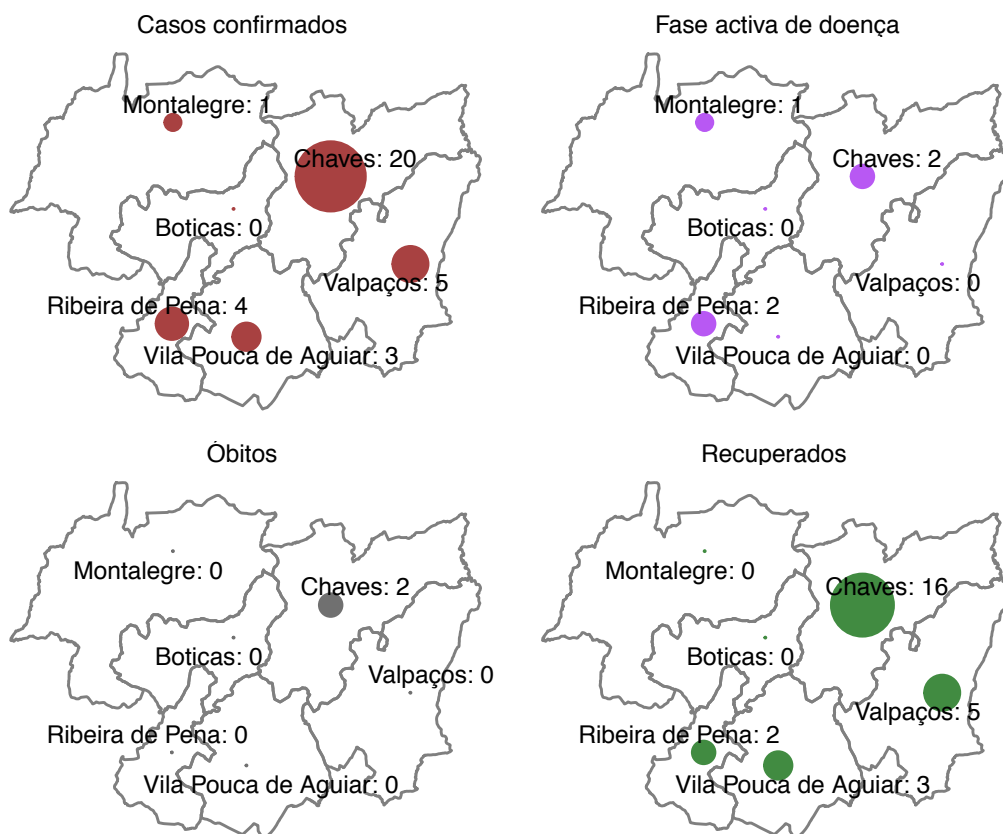 Casos confirmados
Montalegre: 1
Chaves: 20
Boticas: 0
Valpaços: 5
Ribeira de Pena: 4
Vila Pouca de Aguiar: 3
Fase activa de doença
Montalegre: 1
Chaves: 2
Boticas: 0
Valpaços: 0
Ribeira de Pena: 2
Vila Pouca de Aguiar: 0
Óbitos
Montalegre: 0
Chaves: 2
Boticas: 0
Valpaços: 0
Ribeira de Pena: 0
Vila Pouca de Aguiar: 0
Recuperados
Montalegre: 0
Chaves: 16
Boticas: 0
Valpaços: 5
Ribeira de Pena: 2
Vila Pouca de Aguiar: 3